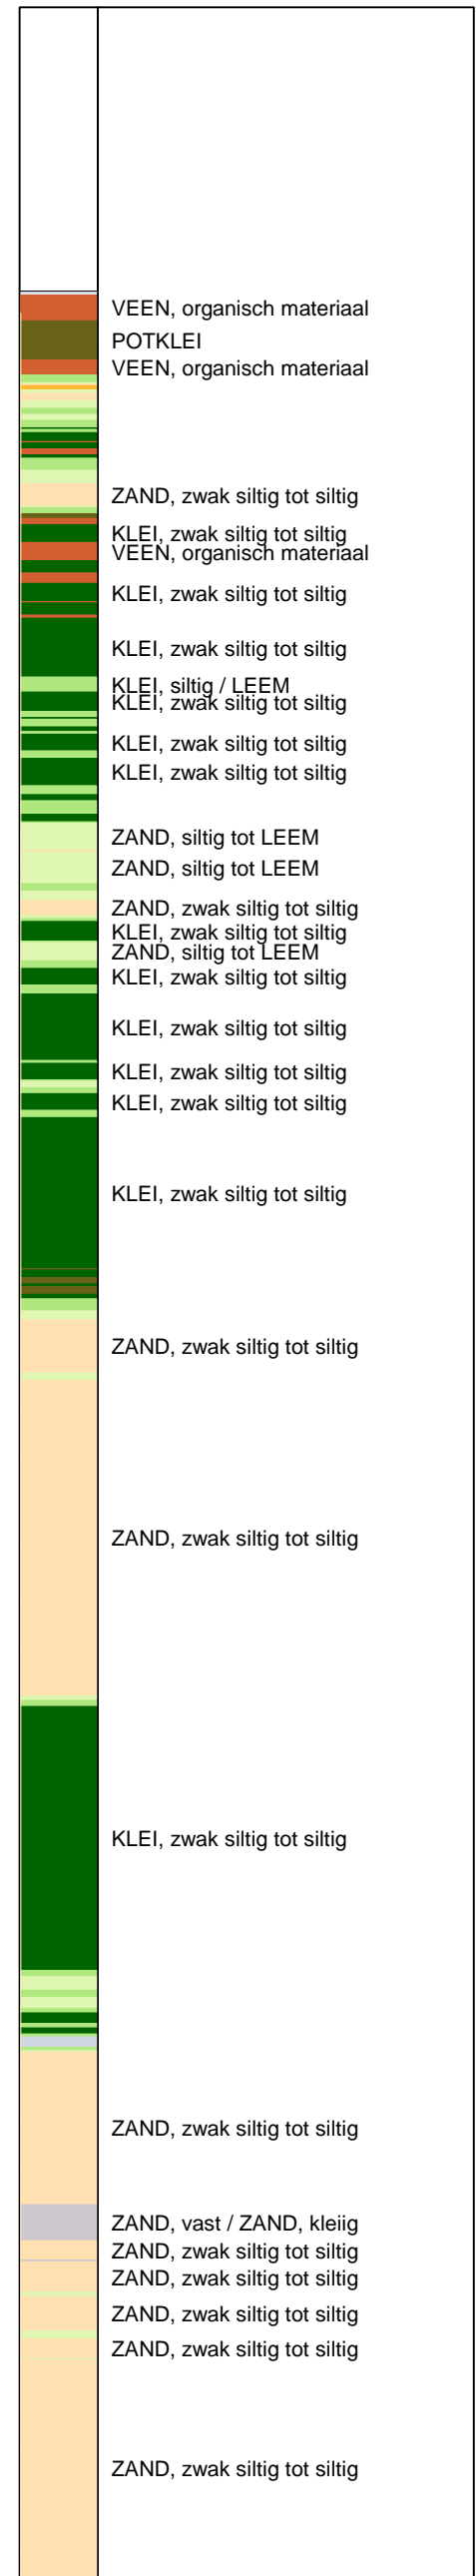 VEEN, organisch materiaal
POTKLEI
VEEN, organisch materiaal
ZAND, zwak siltig tot siltig
KLEI, zwak siltig tot siltig
VEEN, organisch materiaal
KLEI, zwak siltig tot siltig
KLEI, zwak siltig tot siltig
KLEI, siltig / LEEM
KLEI, zwak siltig tot siltig
KLEI, zwak siltig tot siltig
KLEI, zwak siltig tot siltig
ZAND, siltig tot LEEM
ZAND, siltig tot LEEM
ZAND, zwak siltig tot siltig
KLEI, zwak siltig tot siltig
ZAND, siltig tot LEEM
KLEI, zwak siltig tot siltig
KLEI, zwak siltig tot siltig
KLEI, zwak siltig tot siltig
KLEI, zwak siltig tot siltig
KLEI, zwak siltig tot siltig
ZAND, zwak siltig tot siltig
ZAND, zwak siltig tot siltig
KLEI, zwak siltig tot siltig
ZAND, zwak siltig tot siltig
ZAND, vast / ZAND, kleiig
ZAND, zwak siltig tot siltig
ZAND, zwak siltig tot siltig
ZAND, zwak siltig tot siltig
ZAND, zwak siltig tot siltig
ZAND, zwak siltig tot siltig